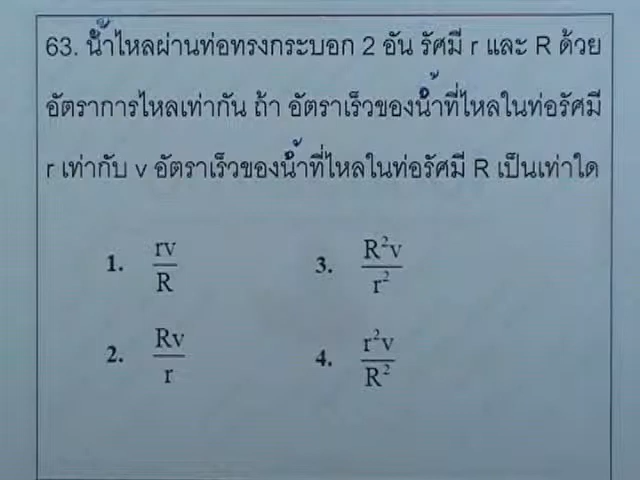 63. น้ำไหลผ่านท่อทรงกระบอก 2 อัน รัศมี r และ R ด้วย
อัตราการไหลเท่ากัน ถ้า อัตราเร็วของน้ำที่ไหลในท่อรัศมี
r เท่ากับ v อัตราเร็วของน้ำที่ไหลในท่อรัศมี R เป็นเท่าใด
1. rv/R
3. R²v/r²
2. Rv/r
4. r²v/R²